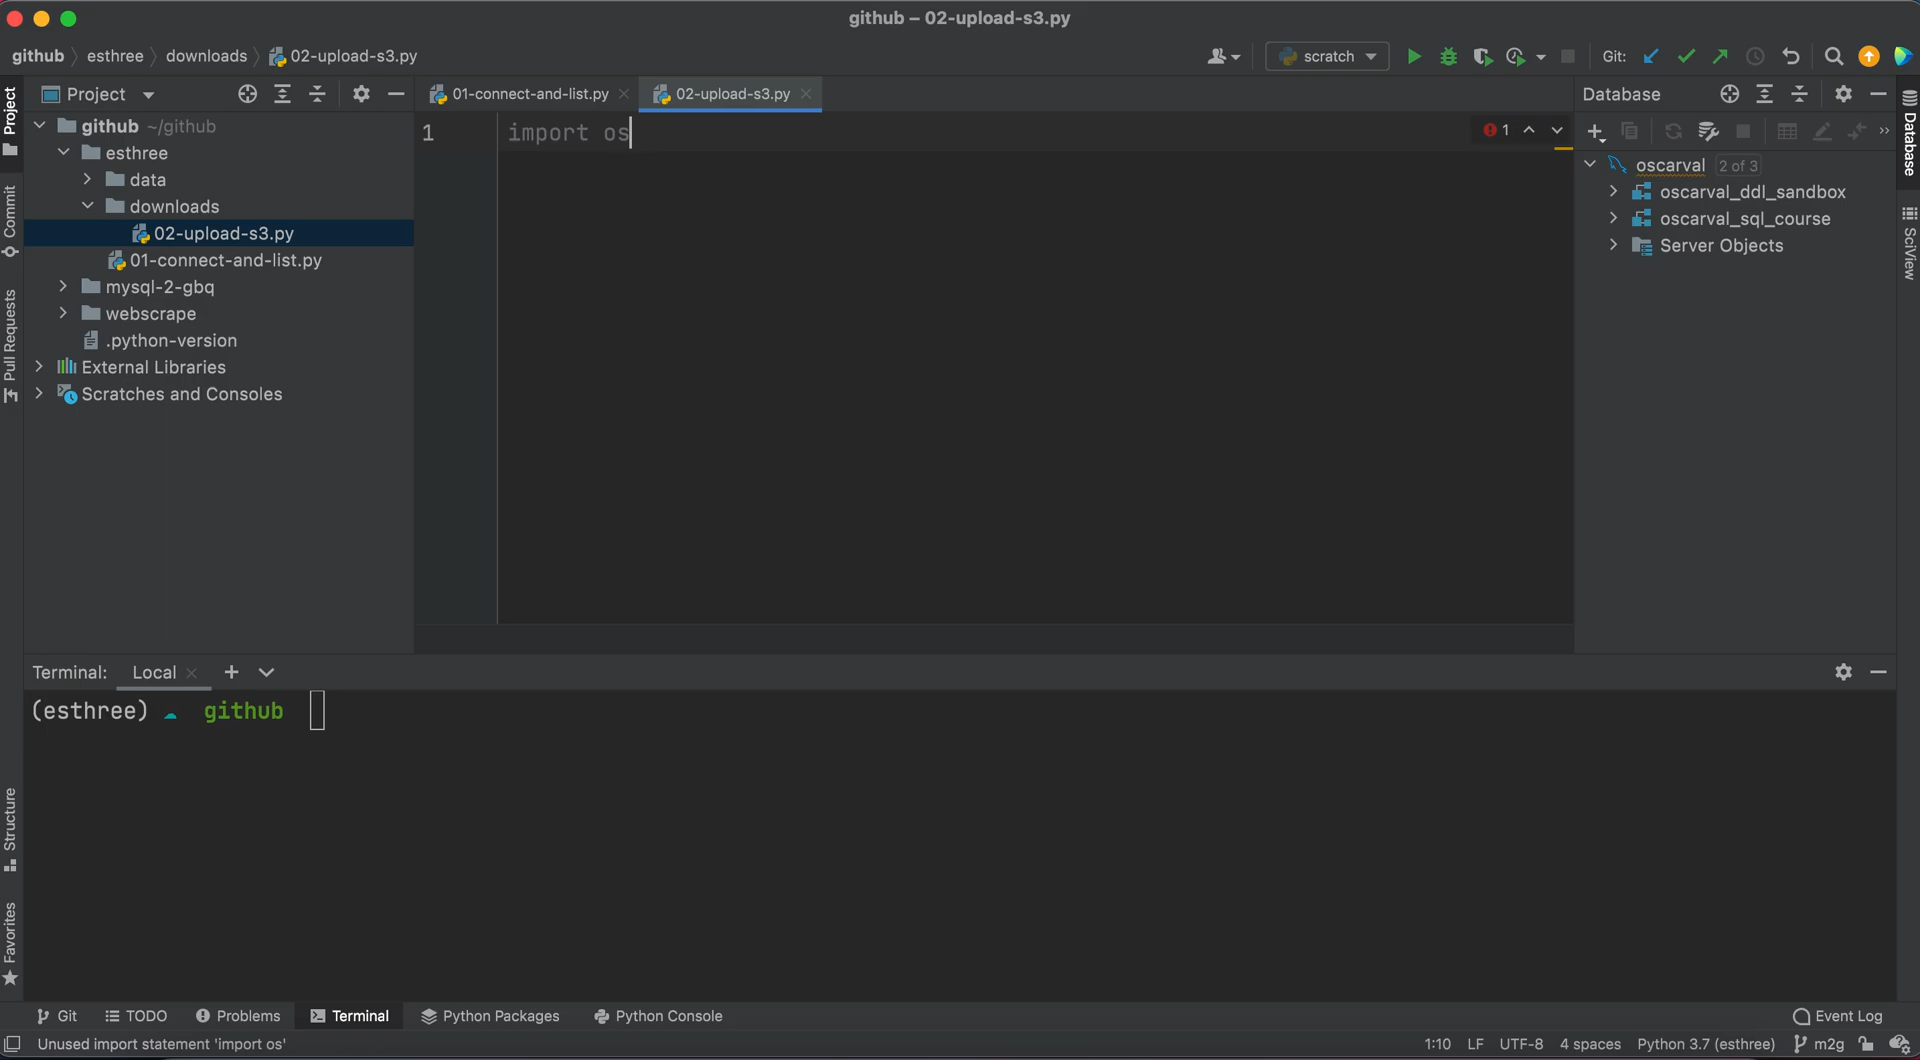 github – 02-upload-s3.py
github esthree downloads 02-upload-s3.py
scratch
Git:
Project
01-connect-and-list.py
02-upload-s3.py
Database
Project
Commit
Pull Requests
Structure
Favorites
github ~/github
esthree
data
downloads
02-upload-s3.py
01-connect-and-list.py
mysql-2-gbq
webscrape
.python-version
External Libraries
Scratches and Consoles
1 import os
1
oscarval 2 of 3
oscarval_ddl_sandbox
oscarval_sql_course
Server Objects
Database
SciView
Terminal: Local
(esthree) github
Git TODO Problems Terminal Python Packages Python Console Event Log
Unused import statement 'import os' 1:10 LF UTF-8 4 spaces Python 3.7 (esthree) m2g